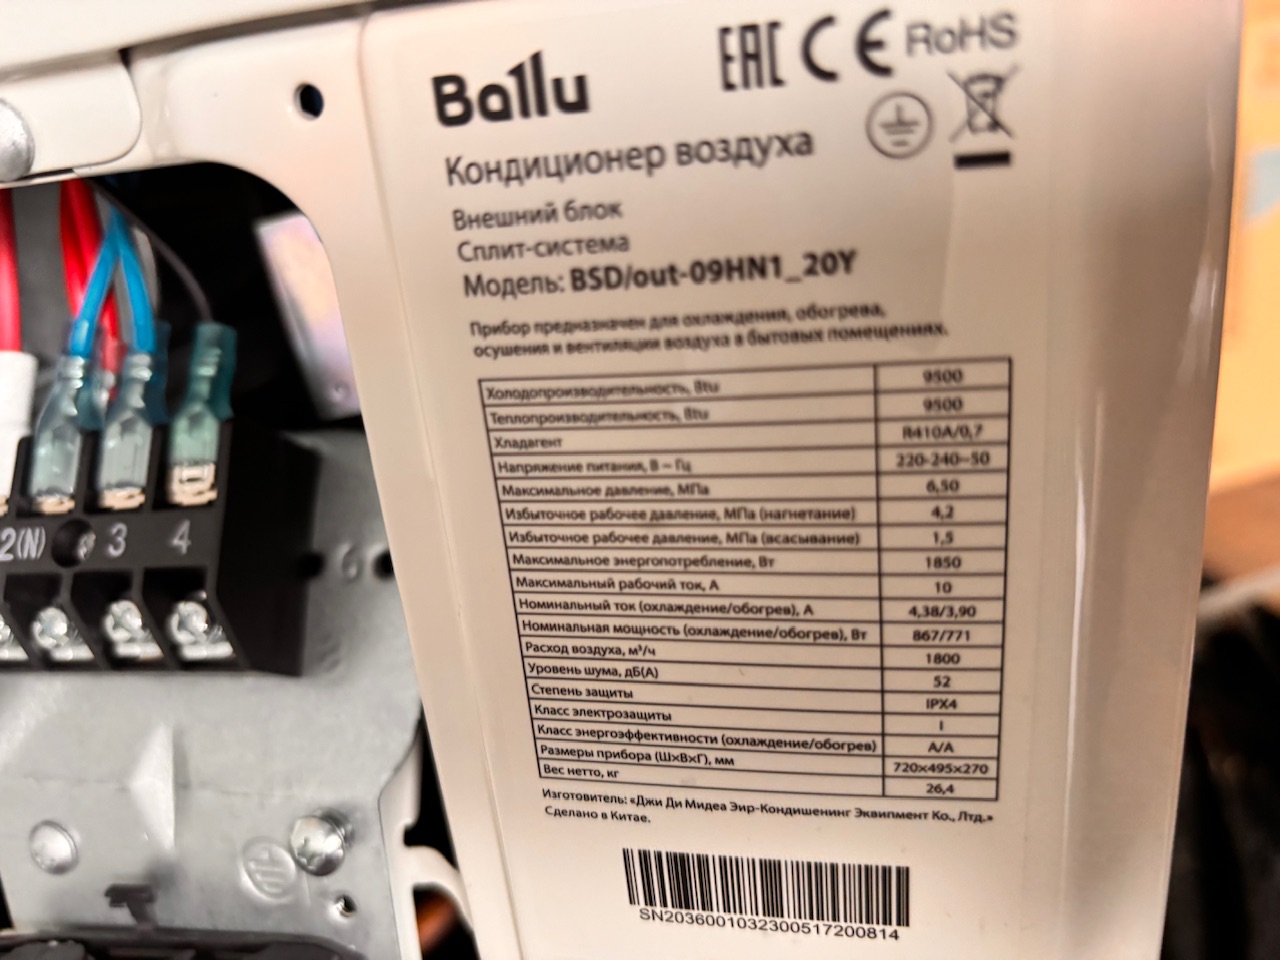 Ballu
EAC CE RoHS
Кондиционер воздуха
Внешний блок
Сплит-система
Модель: BSD/out-09HN1_20Y
Прибор предназначен для охлаждения, обогрева,
осушения и вентиляции воздуха в бытовых помещениях.
Холодопроизводительность, Btu 9500
Теплопроизводительность, Btu 9500
Хладагент R410A/0,7
Напряжение питания, В ~ Гц 220-240~50
Максимальное давление, МПа 6,50
Избыточное рабочее давление, МПа (нагнетание) 4,2
Избыточное рабочее давление, МПа (всасывание) 1,5
Максимальное энергопотребление, Вт 1850
Максимальный рабочий ток, А 10
Номинальный ток (охлаждение/обогрев), А 4,38/3,90
Номинальная мощность (охлаждение/обогрев), Вт 867/771
Расход воздуха, м³/ч 1800
Уровень шума, дБ(А) 52
Степень защиты IPX4
Класс электрозащиты I
Класс энергоэффективности (охлаждение/обогрев) A/A
Размеры прибора (Ш×В×Г), мм 720×495×270
Вес нетто, кг 26,4
Изготовитель: «Джи Ди Мидеа Эир-Кондишенинг Эквипмент Ко., Лтд.»
Сделано в Китае.
SN2036001032300517200814
2(N) 3 4
6